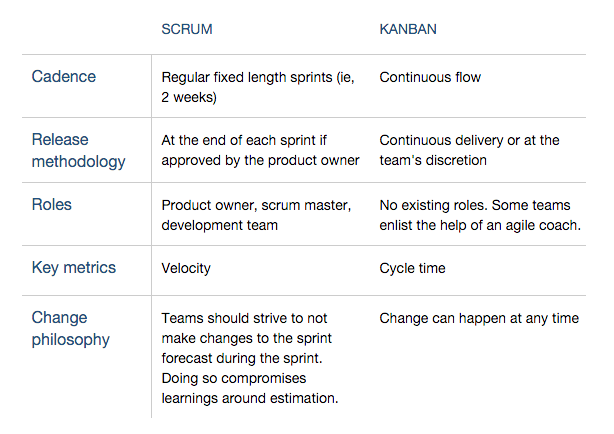 SCRUM KANBAN
Cadence
Regular fixed length sprints (ie,
2 weeks)
Continuous flow
Release
methodology
At the end of each sprint if
approved by the product owner
Continuous delivery or at the
team's discretion
Roles
Product owner, scrum master,
development team
No existing roles. Some teams
enlist the help of an agile coach.
Key metrics
Velocity
Cycle time
Change
philosophy
Teams should strive to not
make changes to the sprint
forecast during the sprint.
Doing so compromises
learnings around estimation.
Change can happen at any time